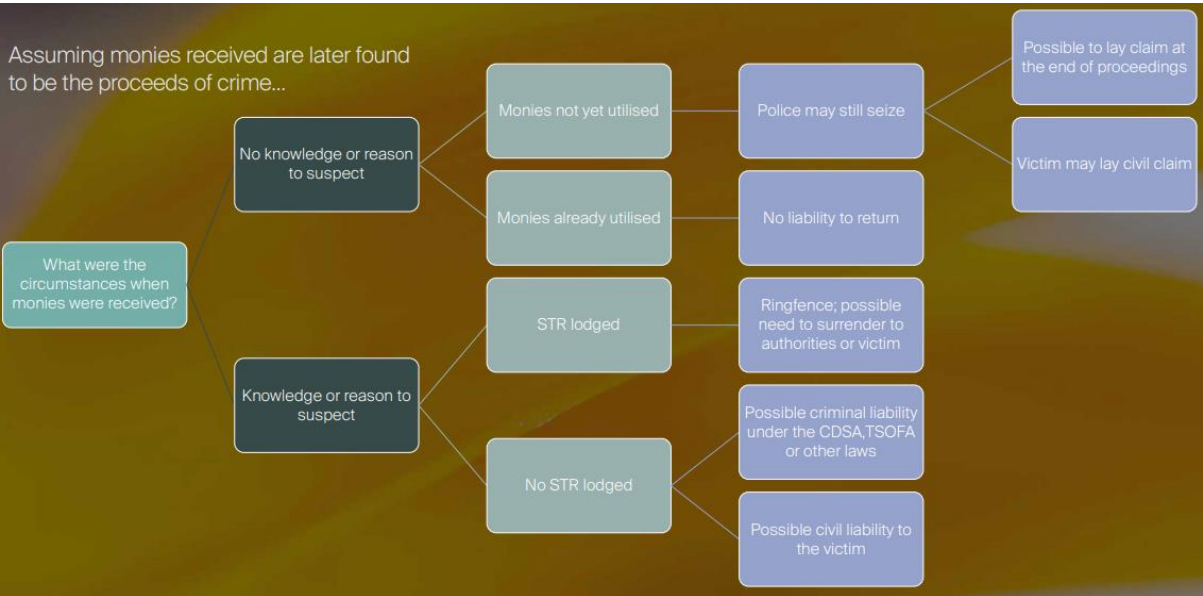 Assuming monies received are later found
to be the proceeds of crime...
What were the
circumstances when
monies were received?
No knowledge or reason
to suspect
Monies not yet utilised
Police may still seize
Possible to lay claim at
the end of proceedings
Victim may lay civil claim
Monies already utilised
No liability to return
Knowledge or reason to
suspect
STR lodged
Ringfence; possible
need to surrender to
authorities or victim
No STR lodged
Possible criminal liability
under the CDSA,TSOFA
or other laws
Possible civil liability to
the victim